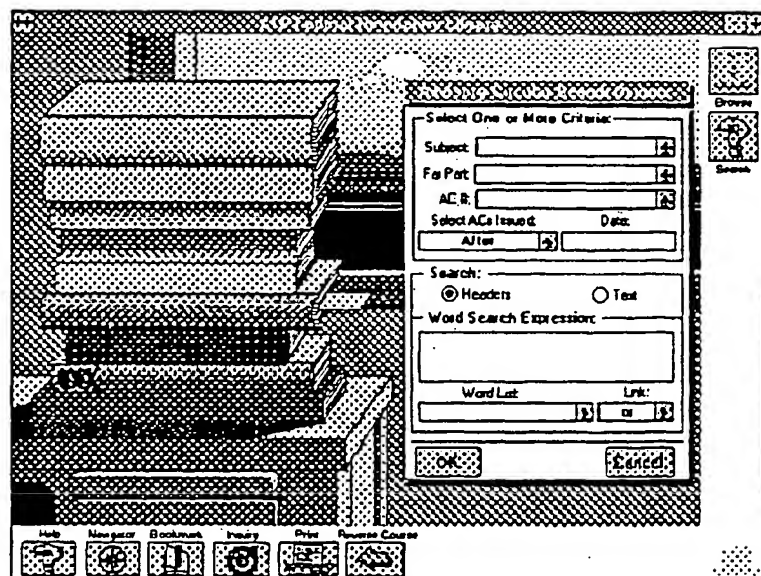 Browse
Search
Select One or More Criteria:
Subject:
Far Part:
AC #:
Select ACs Issued:
Date:
After
Search:
Headers
Text
Word Search Expression:
Word List:
Link:
or
OK
Cancel
Help
Navigator
Bookmark
Inquiry
Print
Reverse Course